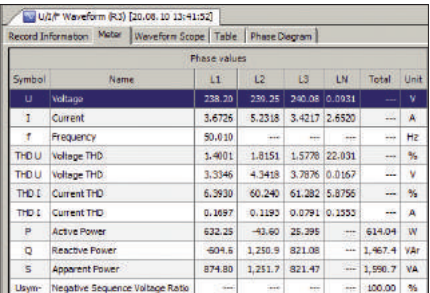 U/I/f* Waveform (R3) [20.08.10 13:41:52]
Record Information Meter Waveform Scope Table Phase Diagram
Phase values
Symbol Name L1 L2 L3 LN Total Unit
U Voltage 238.20 239.25 240.08 0.0931 --- V
I Current 3.6726 5.2318 3.4217 2.6520 --- A
f Frequency 50.010 --- --- --- --- Hz
THD U Voltage THD 1.4001 1.8151 1.5778 22.031 --- %
THD U Voltage THD 3.3346 4.3418 3.7876 0.0167 --- V
THD I Current THD 6.3930 60.240 61.282 5.8756 --- %
THD I Current THD 0.1697 0.1193 0.0791 0.1553 --- A
P Active Power 632.25 -43.60 25.395 --- 614.04 W
Q Reactive Power -604.6 1,250.9 821.08 --- 1,467.4 VAr
S Apparent Power 874.80 1,251.7 821.47 --- 1,590.7 VA
Usym- Negative Sequence Voltage Ratio --- --- --- --- 100.00 %